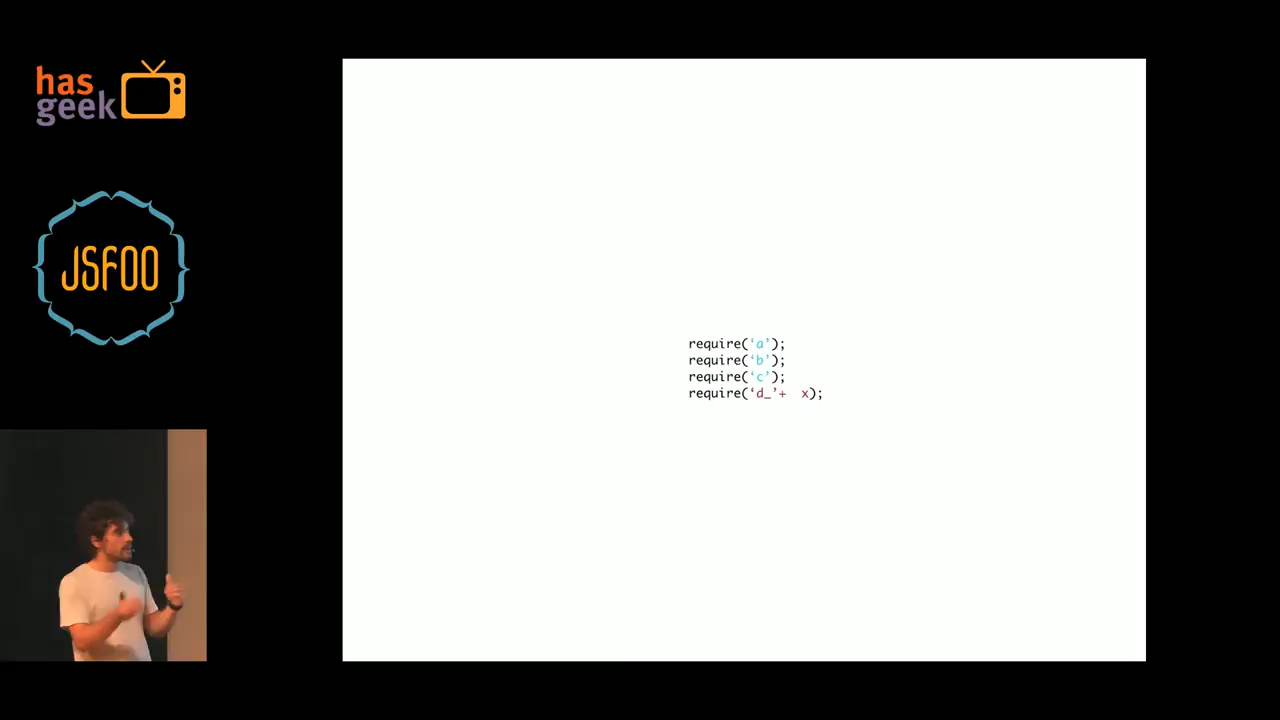 has
geek
JSFOO
require(‘a’);
require(‘b’);
require(‘c’);
require(‘d_’+  x);